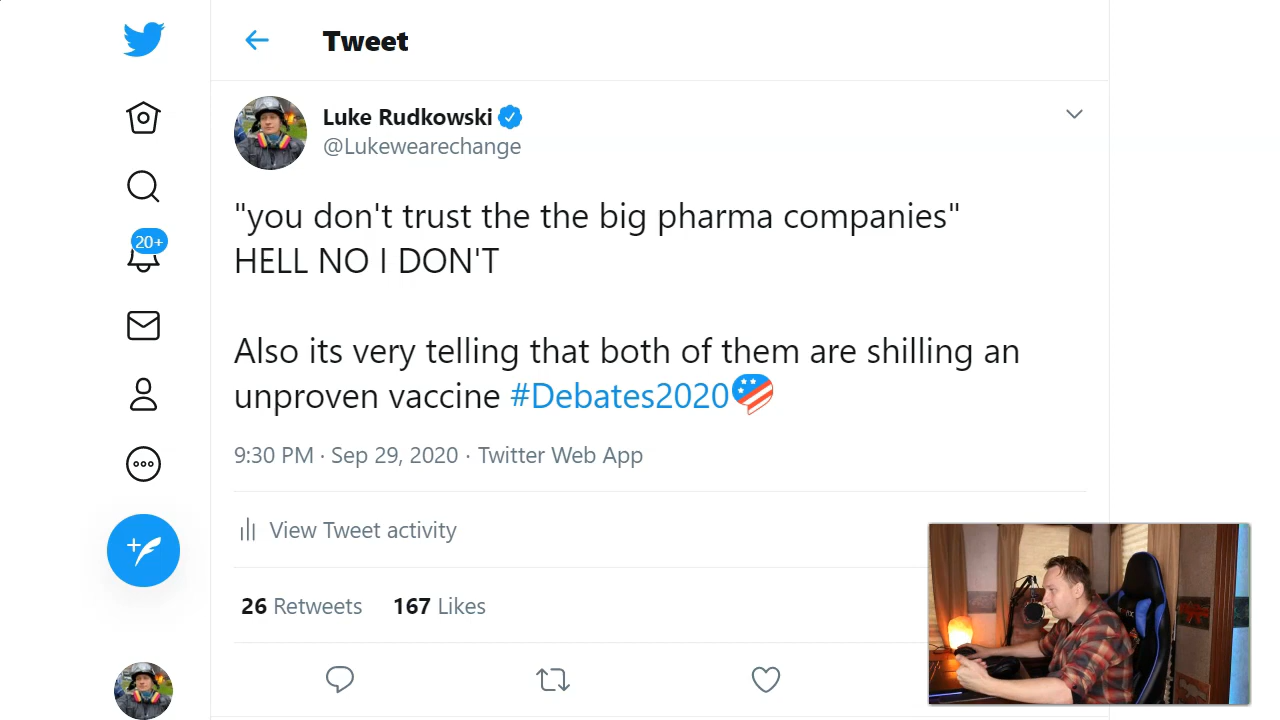 Tweet
Luke Rudkowski
@Lukewearechange
"you don't trust the the big pharma companies"
HELL NO I DON'T
Also its very telling that both of them are shilling an
unproven vaccine #Debates2020
20+
9:30 PM · Sep 29, 2020 · Twitter Web App
View Tweet activity
26 Retweets 167 Likes